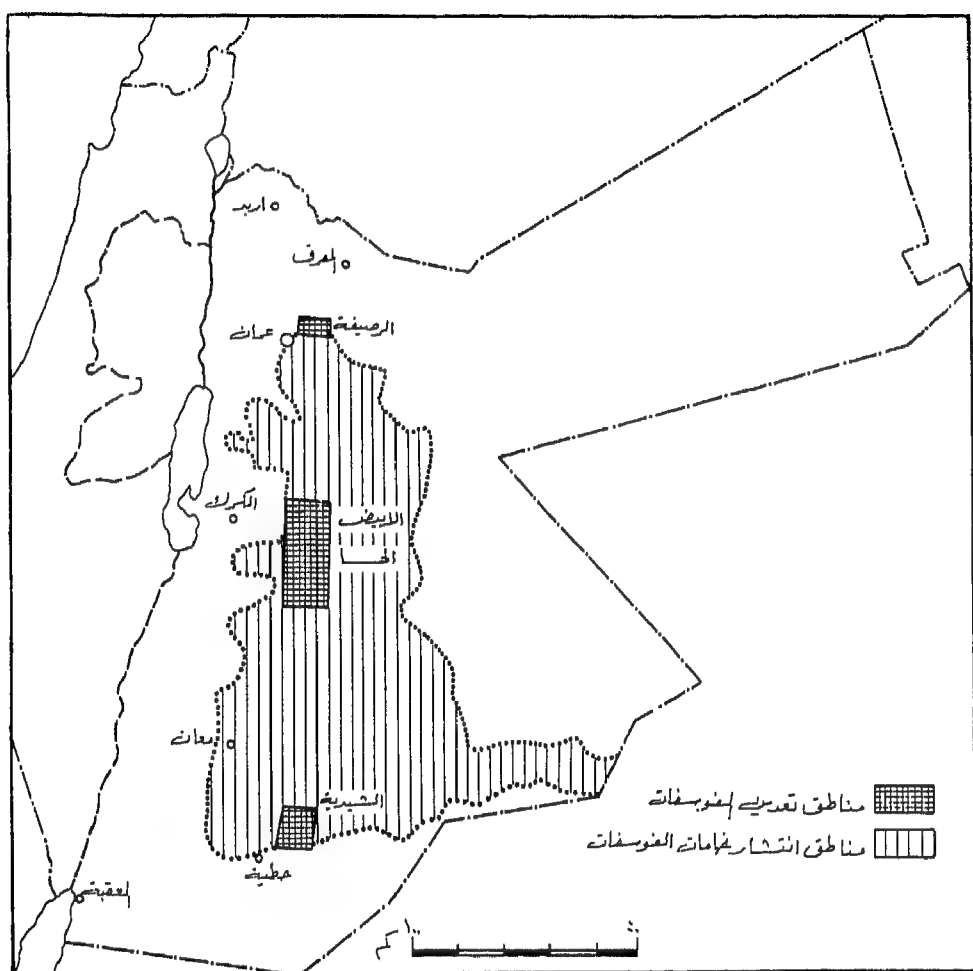 اربد
المفرق
عمان
الرصيفة
الكرك
الابيض
الحسا
معان
الشيدية
حطية
العقبة
مناطق تعدين الفوسفات
مناطق انتشار خامات الفوسفات
كم